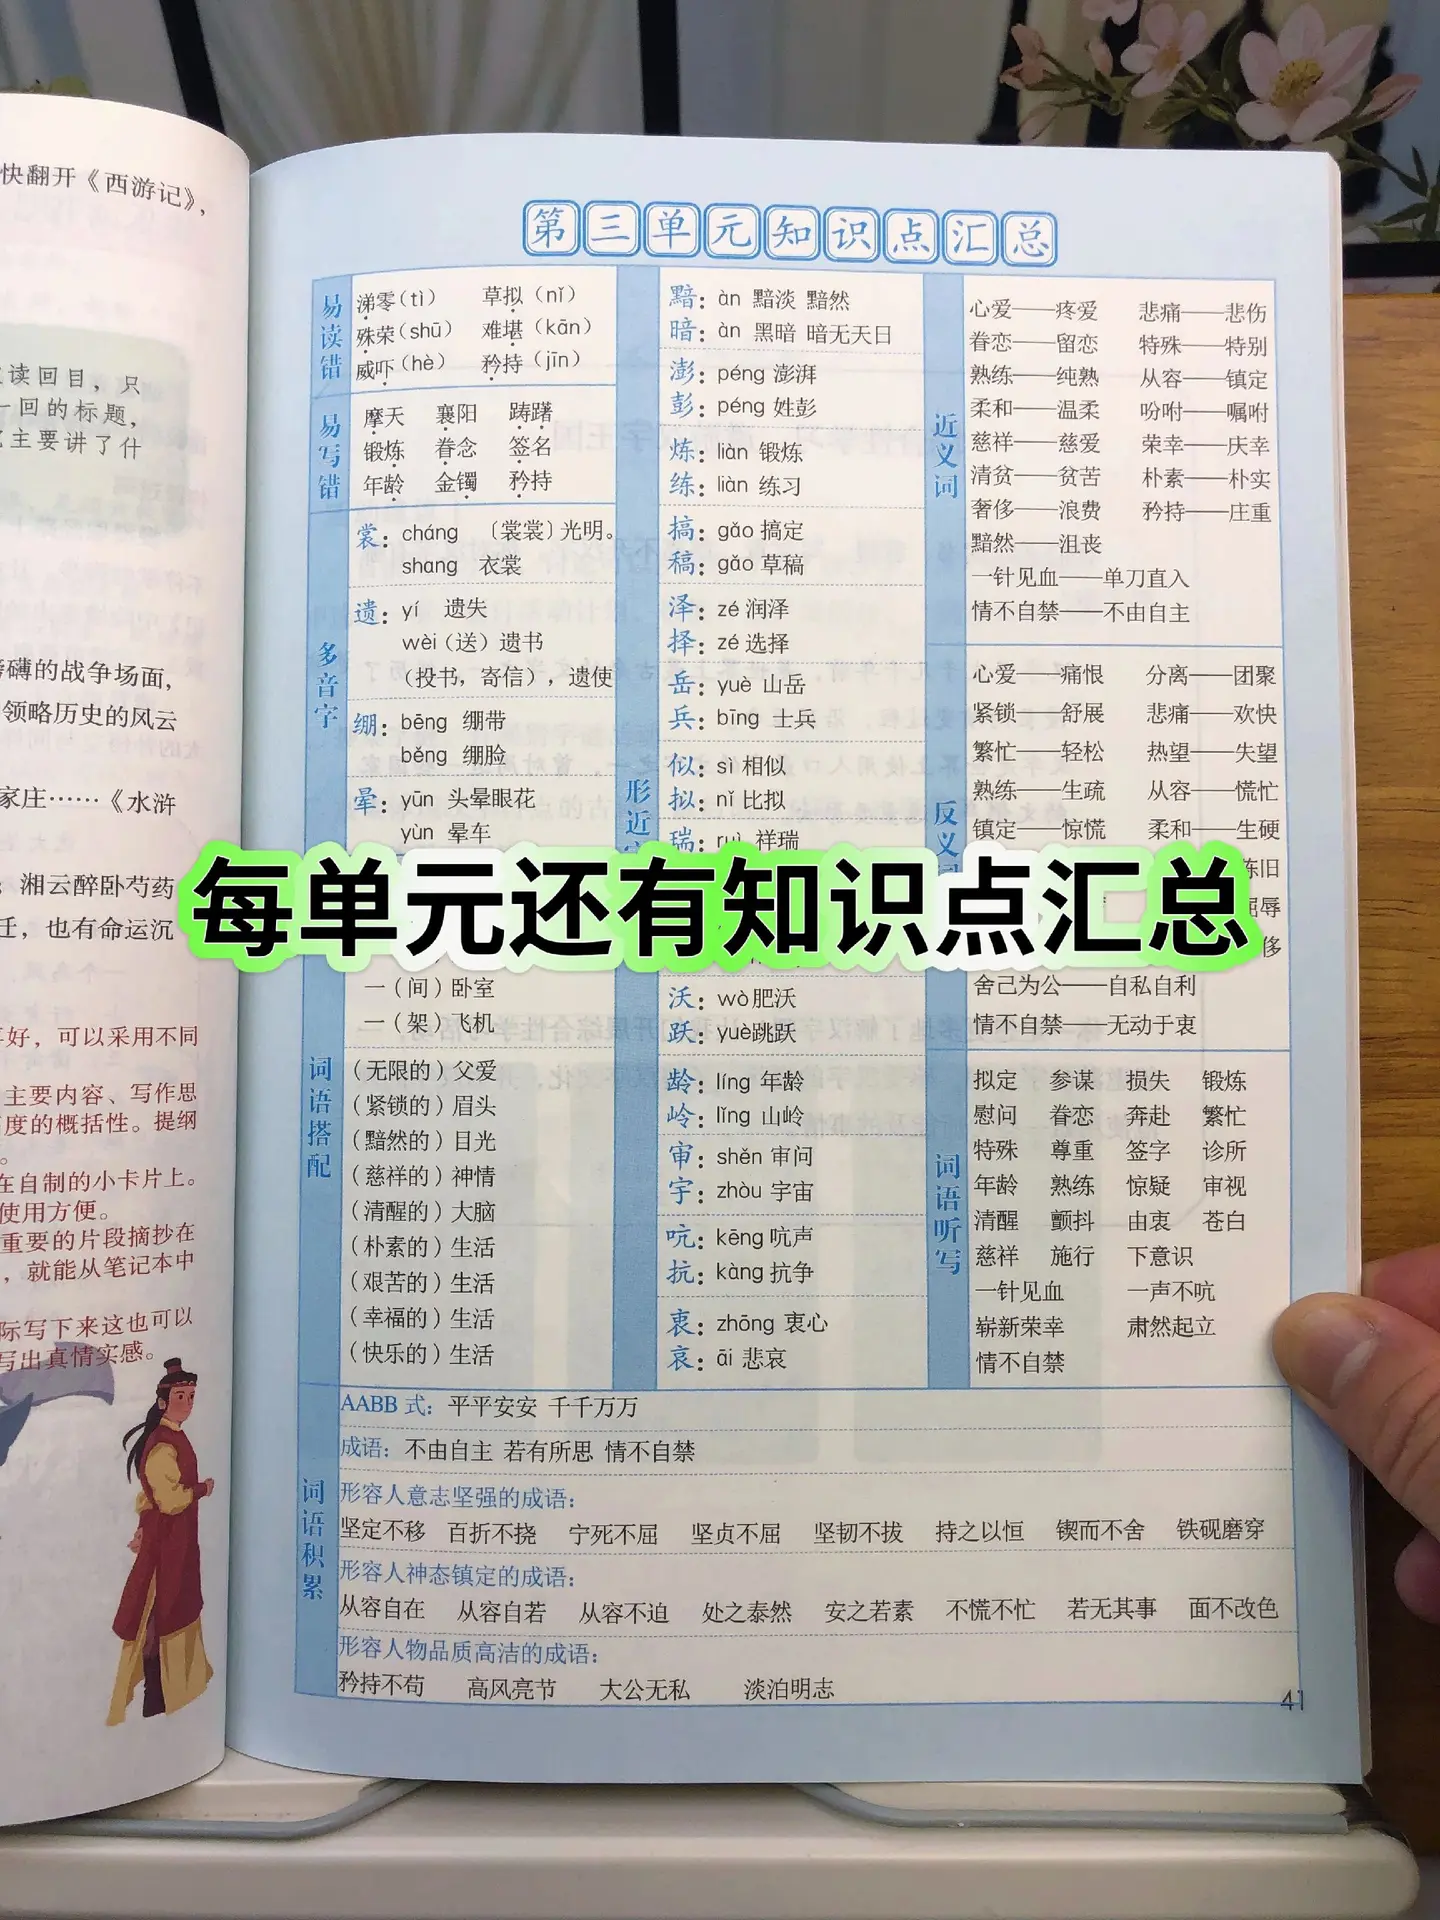 快翻开《西游记》，
读回目，只
一回的标题，
主要讲了什
磅礴的战争场面，
领略历史的风云
家庄……《水浒
湘云醉卧芍药
迁，也有命运沉
好，可以采用不同
主要内容、写作思
度的概括性。提纲
在自制的小卡片上。
使用方便。
重要的片段摘抄在
，就能从笔记本中
际写下来这也可以
写出真情实感。
第三单元知识点汇总
易读错
涕零(tì) 草拟(nǐ)
殊荣(shū) 难堪(kān)
威吓(hè) 矜持(jīn)
易写错
摩天 襄阳 踌躇
锻炼 眷念 签名
年龄 金镯 矜持
多音字
裳：cháng 〔裳裳〕光明。
shang 衣裳
遗：yí 遗失
wèi(送)遗书
(投书，寄信)，遗使
绷：bēng 绷带
běng 绷脸
晕：yūn 头晕眼花
yùn 晕车
词语搭配
一(间)卧室
一(架)飞机
(无限的)父爱
(紧锁的)眉头
(黯然的)目光
(慈祥的)神情
(清醒的)大脑
(朴素的)生活
(艰苦的)生活
(幸福的)生活
(快乐的)生活
形近
黯：àn 黯淡 黯然
暗：àn 黑暗 暗无天日
澎：péng 澎湃
彭：péng 姓彭
炼：liàn 锻炼
练：liàn 练习
搞：gǎo 搞定
稿：gǎo 草稿
泽：zé 润泽
择：zé 选择
岳：yuè 山岳
兵：bīng 士兵
似：sì 相似
拟：nǐ 比拟
瑞：ruì 祥瑞
沃：wò 肥沃
跃：yuè 跳跃
龄：líng 年龄
岭：lǐng 山岭
审：shěn 审问
宇：zhòu 宇宙
吭：kēng 吭声
抗：kàng 抗争
衷：zhōng 衷心
哀：āi 悲哀
近义词
心爱——疼爱 悲痛——悲伤
眷恋——留恋 特殊——特别
熟练——纯熟 从容——镇定
柔和——温柔 吩咐——嘱咐
慈祥——慈爱 荣幸——庆幸
清贫——贫苦 朴素——朴实
奢侈——浪费 矜持——庄重
黯然——沮丧
一针见血——单刀直入
情不自禁——不由自主
反义
心爱——痛恨 分离——团聚
紧锁——舒展 悲痛——欢快
繁忙——轻松 热望——失望
熟练——生疏 从容——慌忙
镇定——惊慌 柔和——生硬
陈旧
屈辱
侈
舍己为公——自私自利
情不自禁——无动于衷
词语听写
拟定 参谋 损失 锻炼
慰问 眷恋 奔赴 繁忙
特殊 尊重 签字 诊所
年龄 熟练 惊疑 审视
清醒 颤抖 由衷 苍白
慈祥 施行 下意识
一针见血 一声不吭
崭新荣幸 肃然起立
情不自禁
词语积累
AABB 式：平平安安 千千万万
成语：不由自主 若有所思 情不自禁
形容人意志坚强的成语：
坚定不移 百折不挠 宁死不屈 坚贞不屈 坚韧不拔 持之以恒 锲而不舍 铁砚磨穿
形容人神态镇定的成语：
从容自在 从容自若 从容不迫 处之泰然 安之若素 不慌不忙 若无其事 面不改色
形容人物品质高洁的成语：
矜持不苟 高风亮节 大公无私 淡泊明志
41
每单元还有知识点汇总